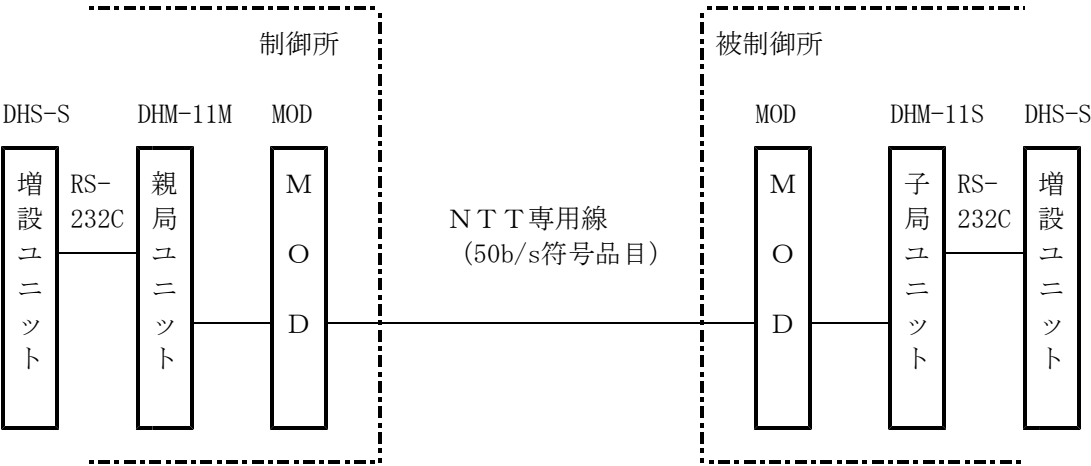 制御所
被制御所
DHS-S
DHM-11M
MOD
MOD
DHM-11S
DHS-S
増設ユニット
RS-
232C
親局ユニット
ＭＯＤ
ＮＴＴ専用線
(50b/s符号品目)
ＭＯＤ
子局ユニット
RS-
232C
増設ユニット